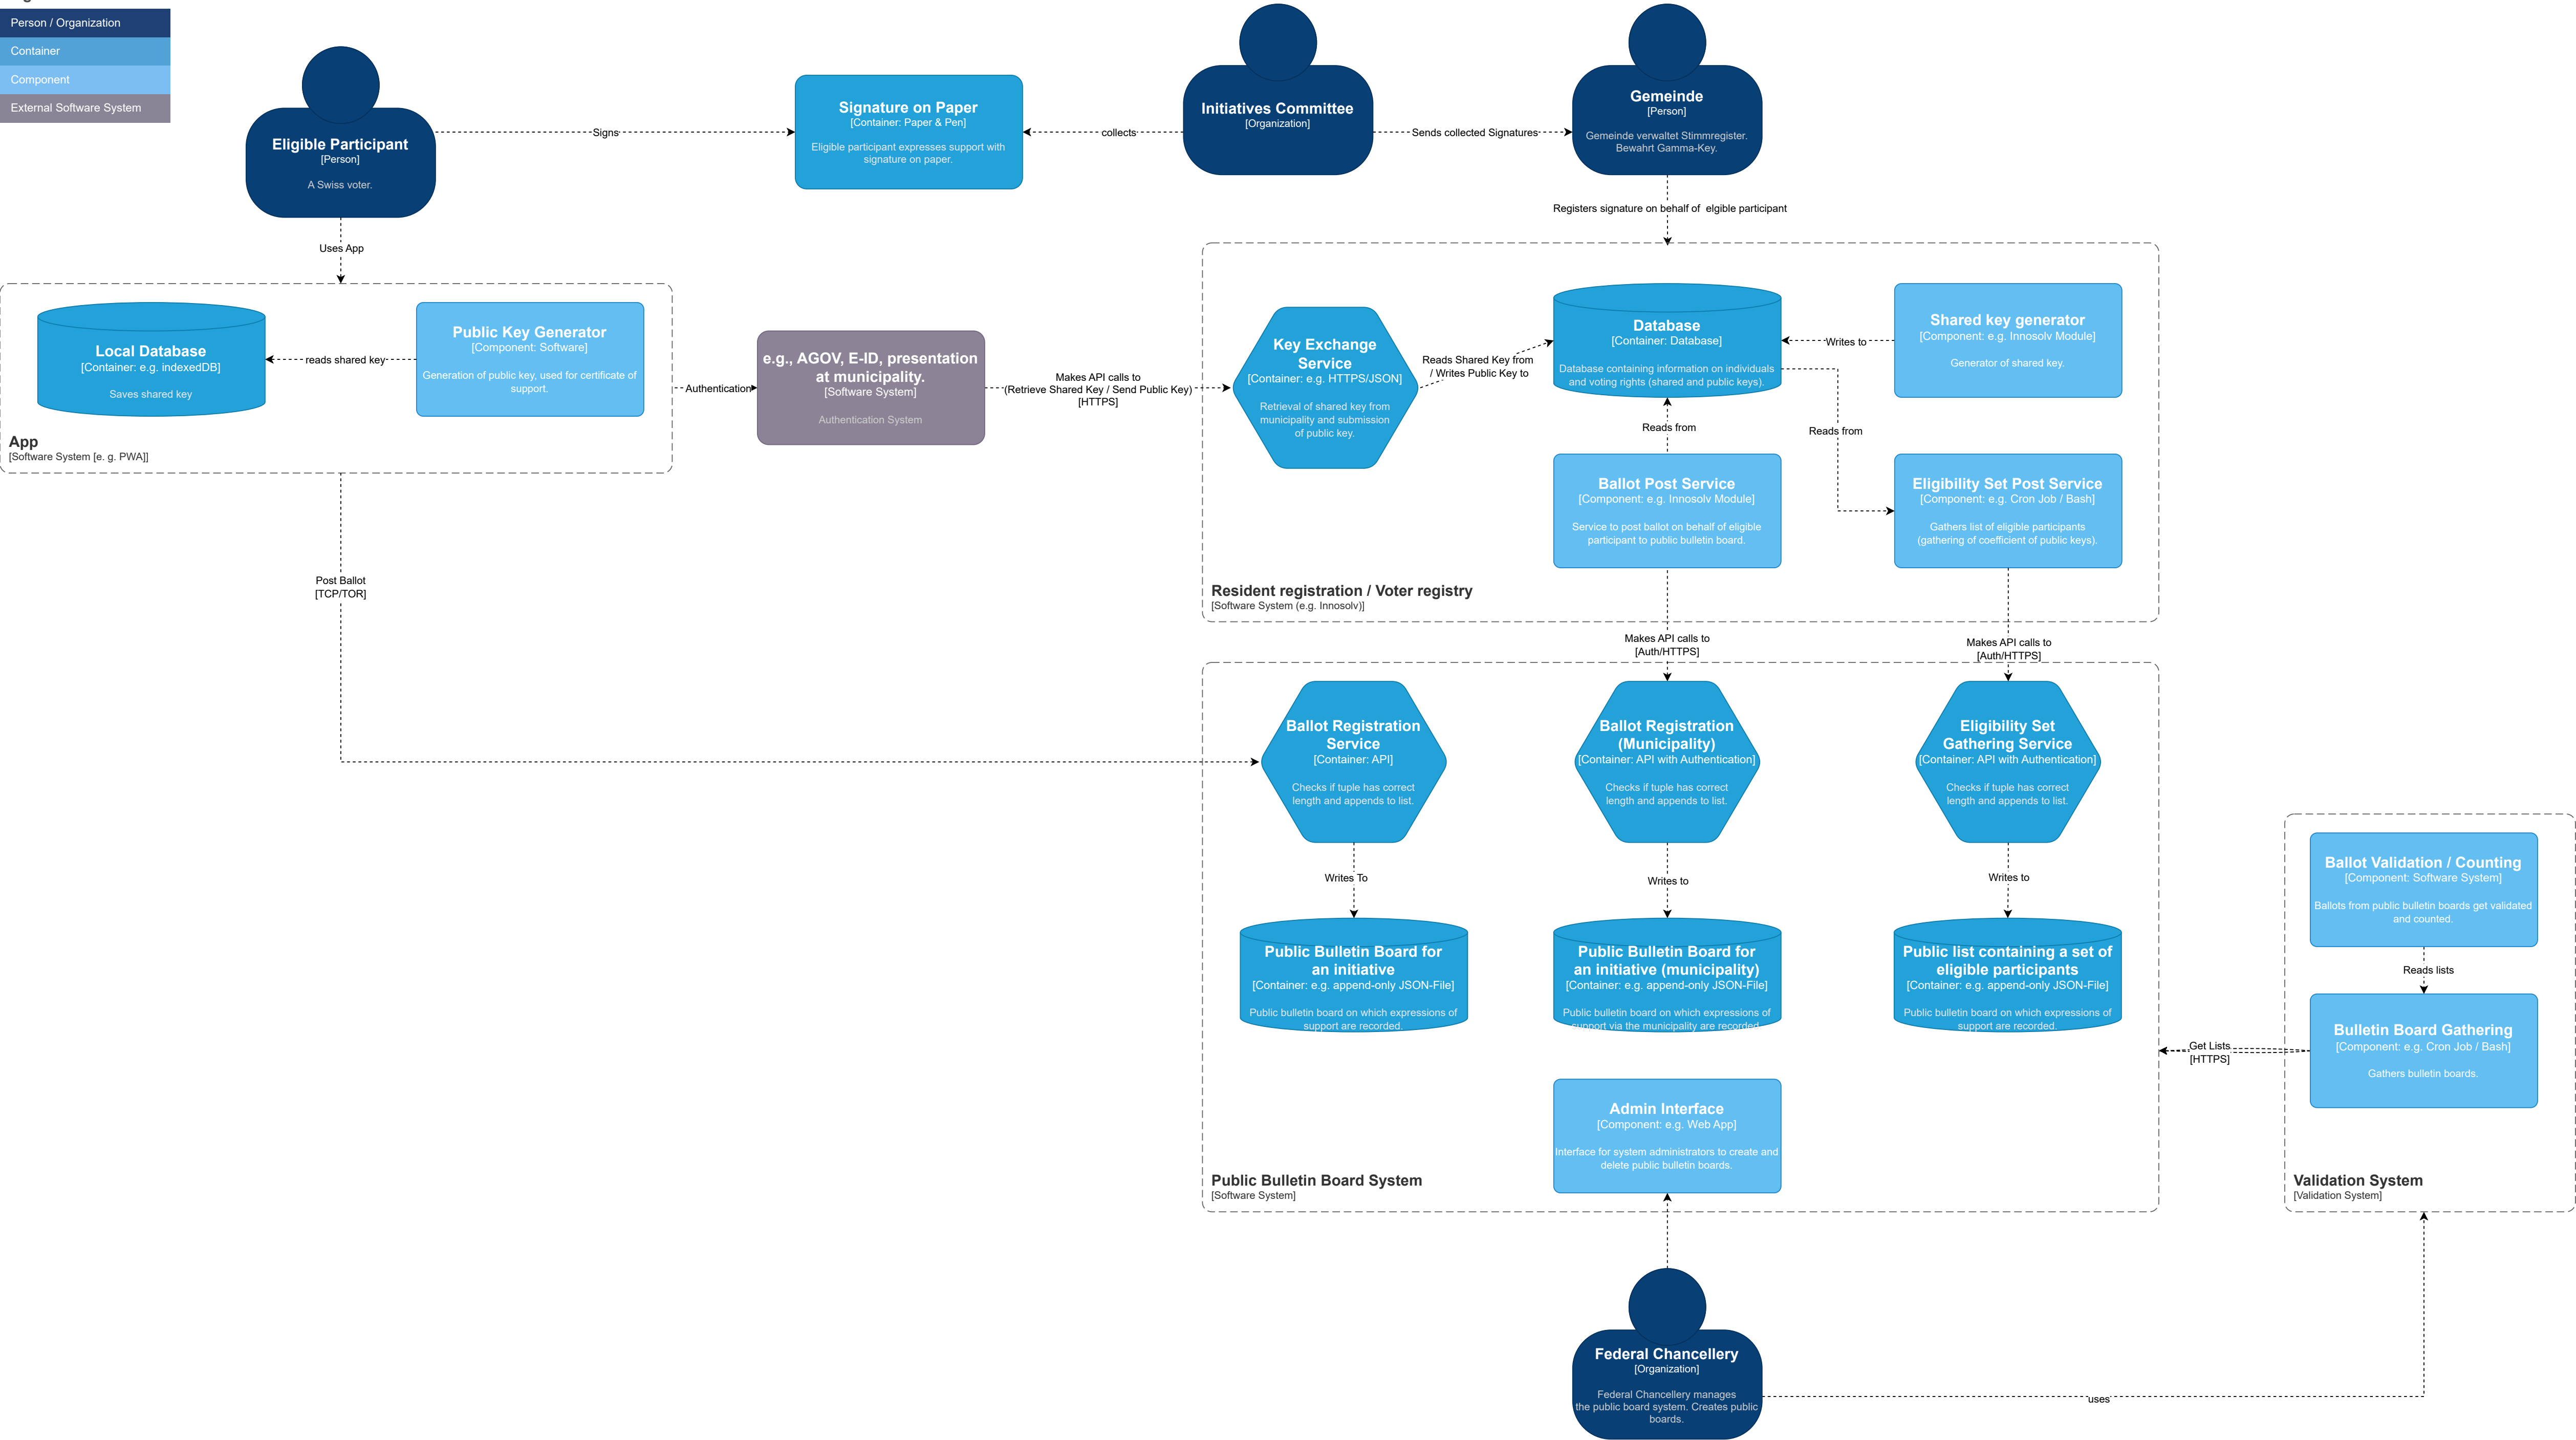 Person / Organization
Container
Component
External Software System
Eligible Participant
[Person]
A Swiss voter.
Signs
Signature on Paper
[Container: Paper & Pen]
Eligible participant expresses support with
signature on paper.
collects
Initiatives Committee
[Organization]
Sends collected Signatures
Gemeinde
[Person]
Gemeinde verwaltet Stimmregister.
Bewahrt Gamma-Key.
Uses App
Registers signature on behalf of elgible participant
Local Database
[Container: e.g. indexedDB]
Saves shared key
reads shared key
Public Key Generator
[Component: Software]
Generation of public key, used for certificate of
support.
App
[Software System [e. g. PWA]]
Authentication
e.g., AGOV, E-ID, presentation
at municipality.
[Software System]
Authentication System
Makes API calls to
(Retrieve Shared Key / Send Public Key)
[HTTPS]
Key Exchange
Service
[Container: e.g. HTTPS/JSON]
Retrieval of shared key from
municipality and submission
of public key.
Reads Shared Key from
/ Writes Public Key to
Database
[Container: Database]
Database containing information on individuals
and voting rights (shared and public keys).
Writes to
Shared key generator
[Component: e.g. Innosolv Module]
Generator of shared key.
Reads from
Reads from
Ballot Post Service
[Component: e.g. Innosolv Module]
Service to post ballot on behalf of eligible
participant to public bulletin board.
Eligibility Set Post Service
[Component: e.g. Cron Job / Bash]
Gathers list of eligible participants
(gathering of coefficient of public keys).
Resident registration / Voter registry
[Software System (e.g. Innosolv)]
Post Ballot
[TCP/TOR]
Makes API calls to
[Auth/HTTPS]
Makes API calls to
[Auth/HTTPS]
Ballot Registration
Service
[Container: API]
Checks if tuple has correct
length and appends to list.
Ballot Registration
(Municipality)
[Container: API with Authentication]
Checks if tuple has correct
length and appends to list.
Eligibility Set
Gathering Service
[Container: API with Authentication]
Checks if tuple has correct
length and appends to list.
Writes To
Writes to
Writes to
Public Bulletin Board for
an initiative
[Container: e.g. append-only JSON-File]
Public bulletin board on which expressions of
support are recorded.
Public Bulletin Board for
an initiative (municipality)
[Container: e.g. append-only JSON-File]
Public bulletin board on which expressions of
support via the municipality are recorded
Public list containing a set of
eligible participants
[Container: e.g. append-only JSON-File]
Public bulletin board on which expressions of
support are recorded.
Admin Interface
[Component: e.g. Web App]
Interface for system administrators to create and
delete public bulletin boards.
Public Bulletin Board System
[Software System]
Ballot Validation / Counting
[Component: Software System]
Ballots from public bulletin boards get validated
and counted.
Reads lists
Bulletin Board Gathering
[Component: e.g. Cron Job / Bash]
Gathers bulletin boards.
Get Lists
[HTTPS]
Validation System
[Validation System]
Federal Chancellery
[Organization]
Federal Chancellery manages
the public board system. Creates public
boards.
uses